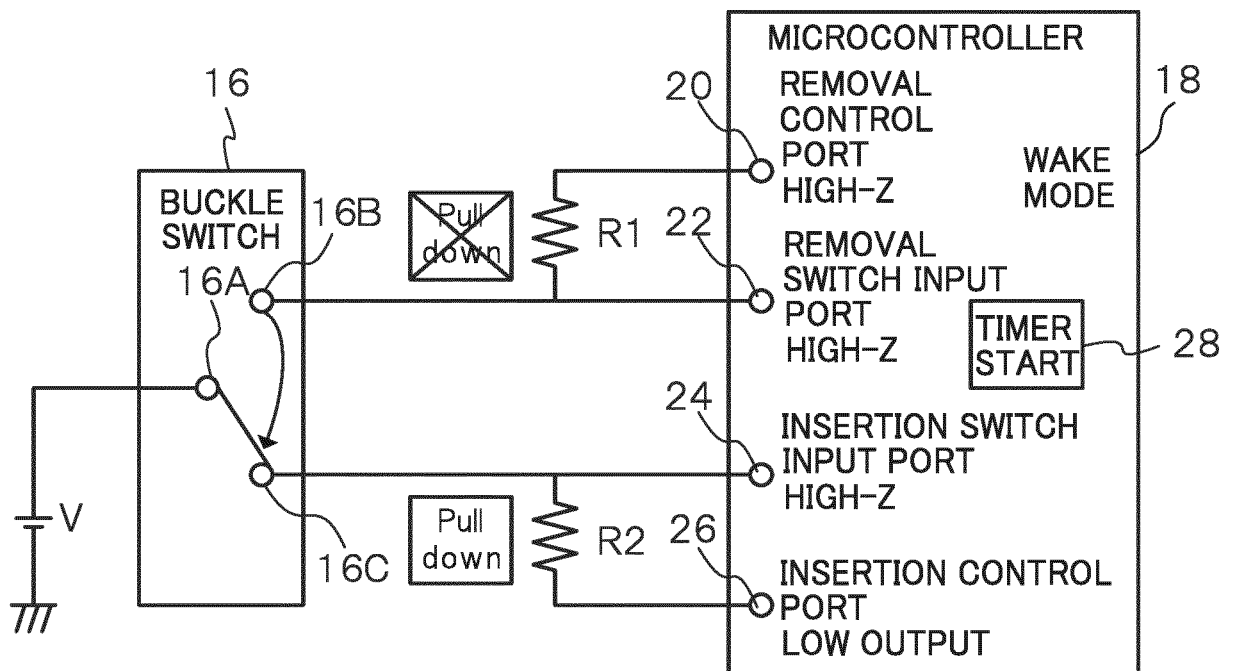 MICROCONTROLLER
16
20
REMOVAL
CONTROL
PORT
HIGH-Z
18
WAKE
MODE
BUCKLE
SWITCH
16B
Pull
down
R1
22
REMOVAL
SWITCH INPUT
PORT
HIGH-Z
16A
TIMER
START
28
24
INSERTION SWITCH
INPUT PORT
HIGH-Z
V
16C
Pull
down
R2
26
INSERTION CONTROL
PORT
LOW OUTPUT